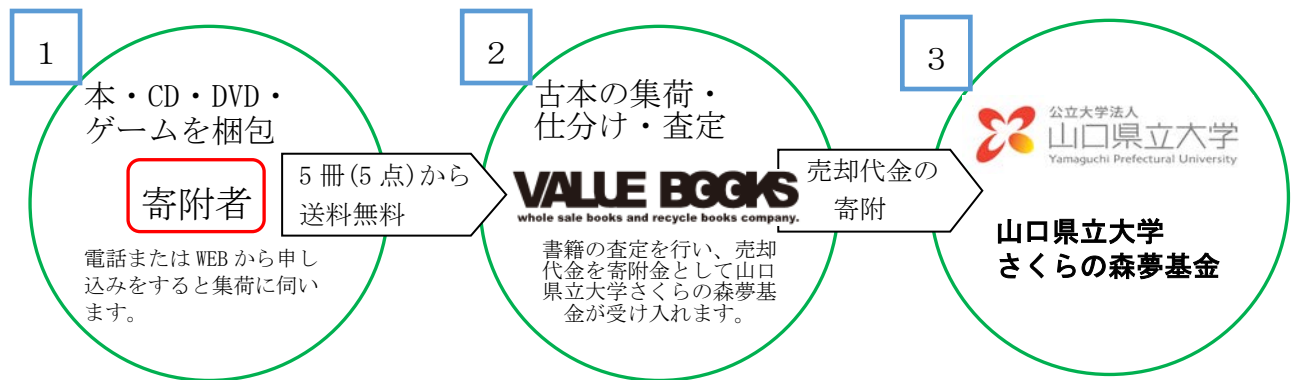 1
本・CD・DVD・
ゲームを梱包
寄附者
電話または WEB から申し
込みをすると集荷に伺い
ます。
5 冊(5 点)から
送料無料
2
古本の集荷・
仕分け・査定
VALUE BOOKS
whole sale books and recycle books company.
書籍の査定を行い、売却
代金を寄附金として山口
県立大学さくらの森夢基
金が受け入れます。
売却代金の
寄附
3
公立大学法人
山口県立大学
Yamaguchi Prefectural University
山口県立大学
さくらの森夢基金